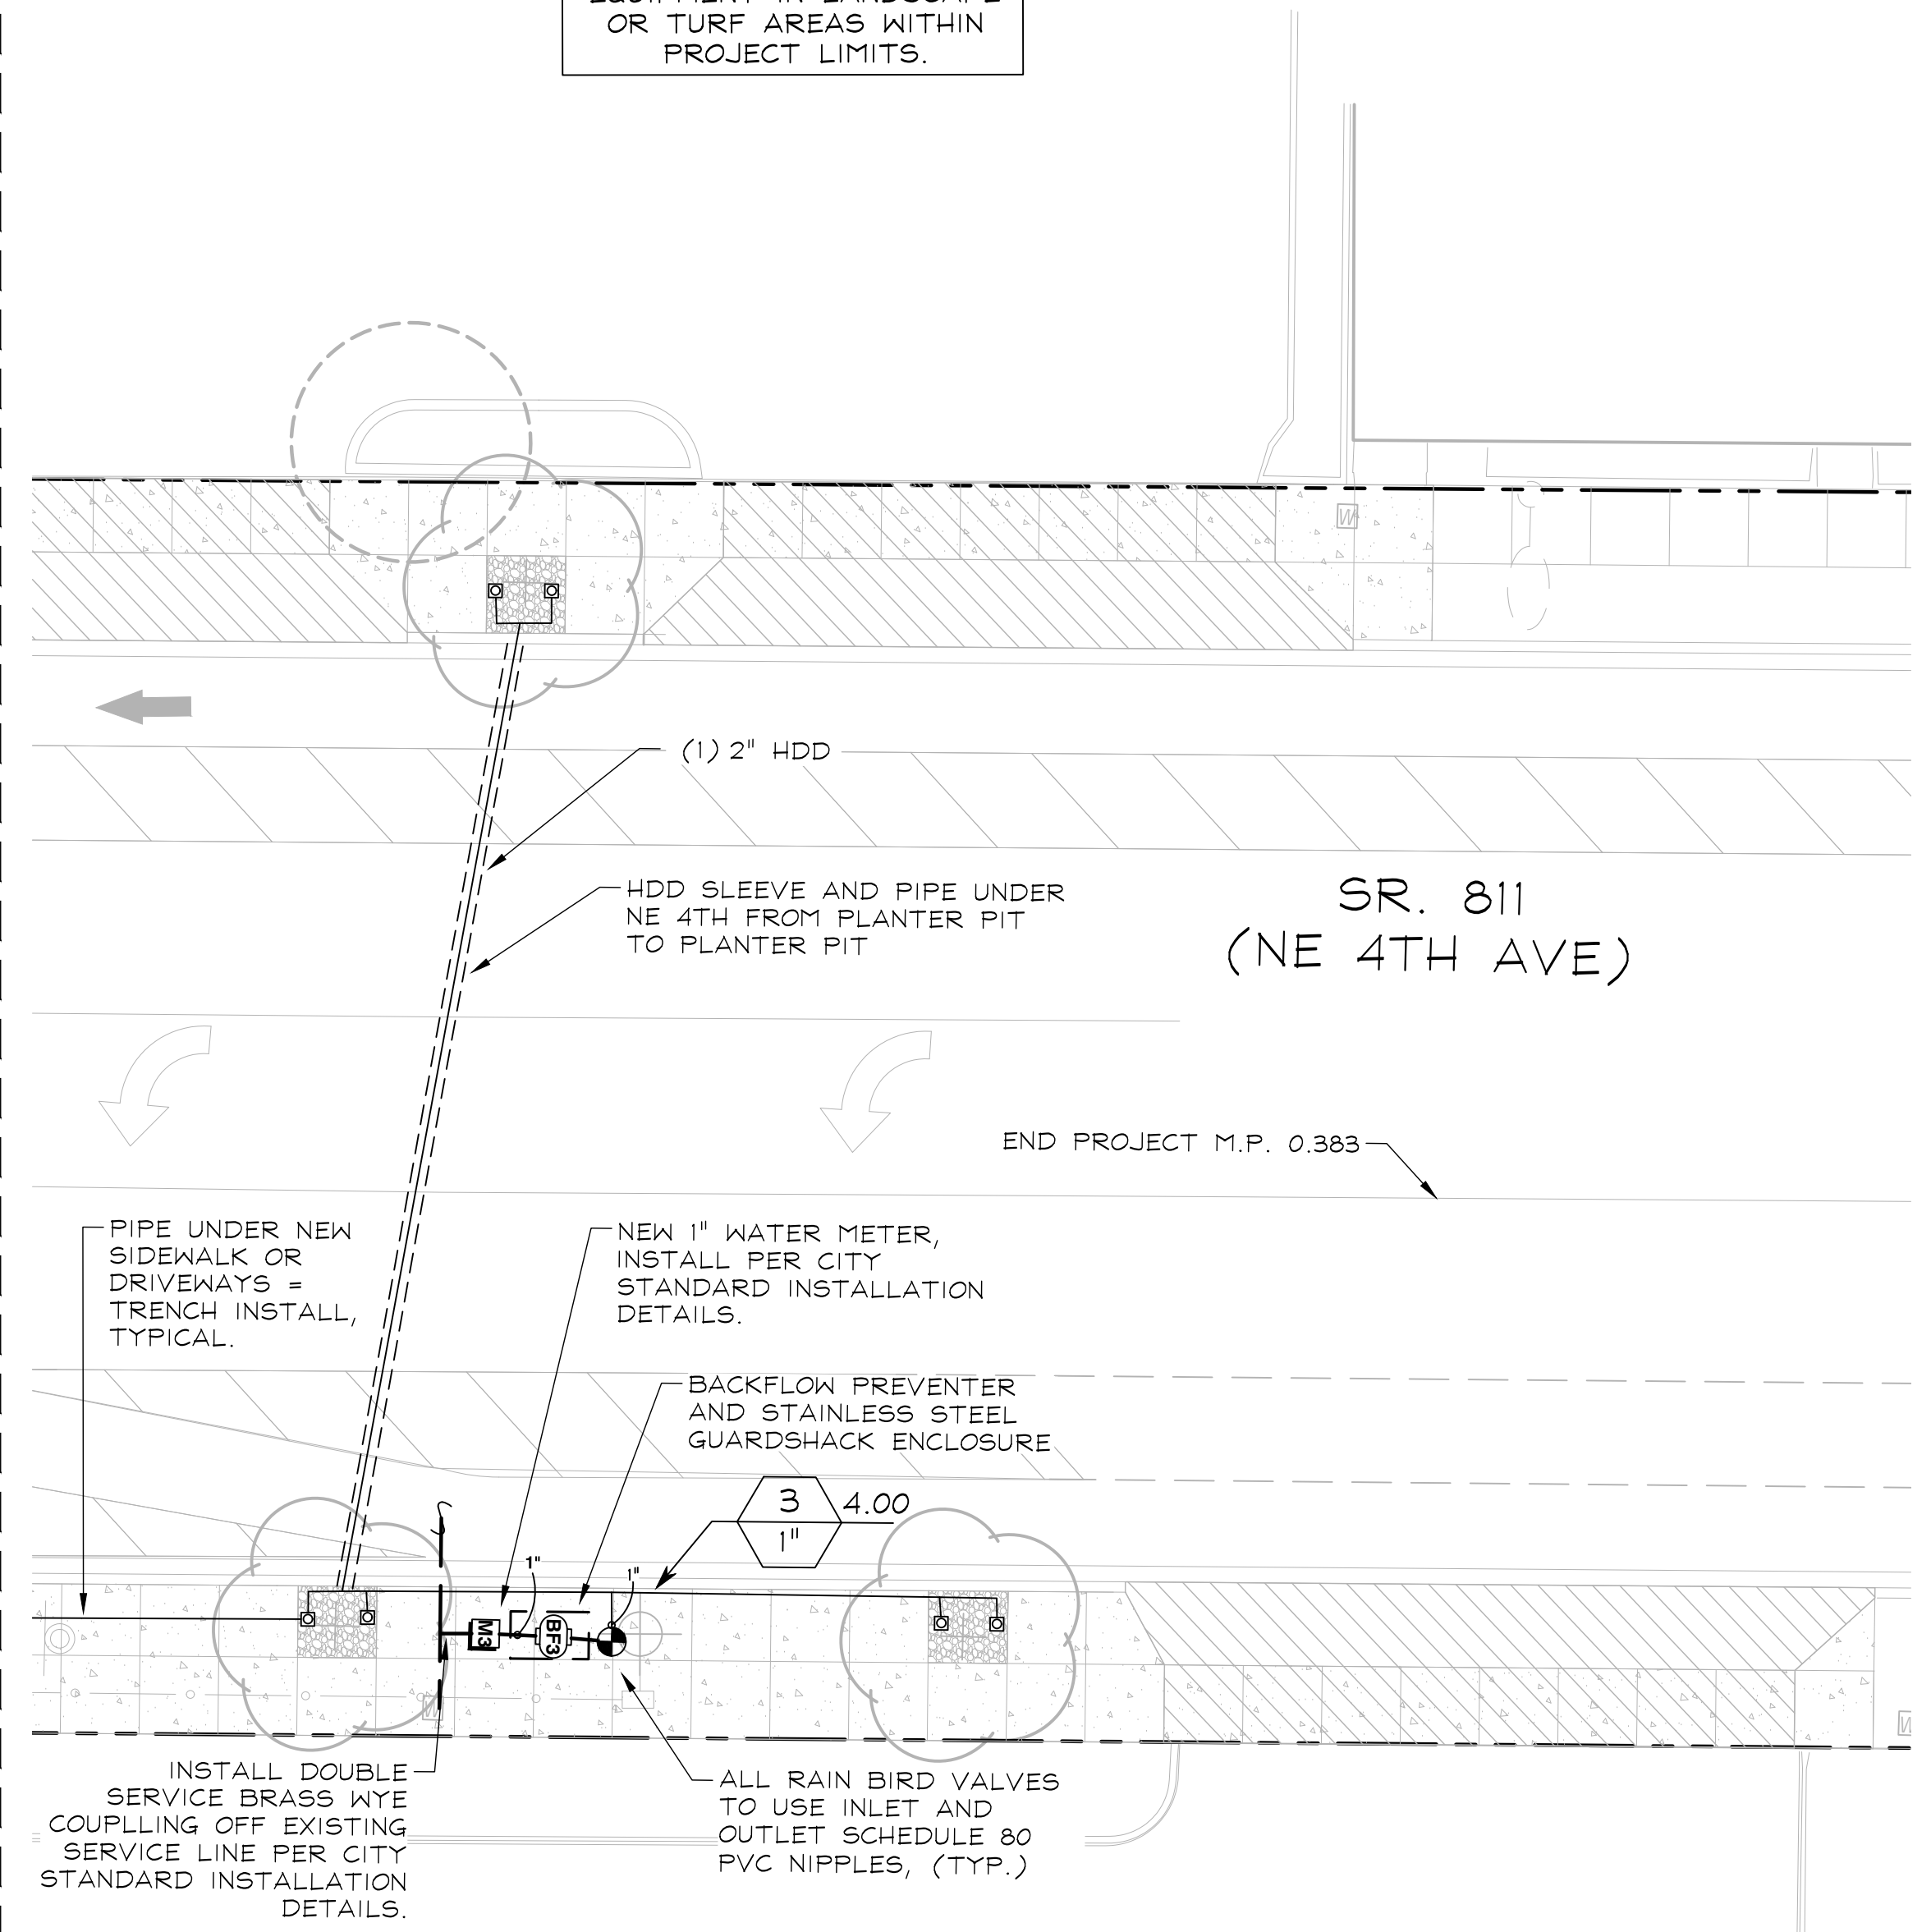 EQUIPMENT IN LANDSCAPE
OR TURF AREAS WITHIN
PROJECT LIMITS.
W
(1) 2" HDD
HDD SLEEVE AND PIPE UNDER
NE 4TH FROM PLANTER PIT
TO PLANTER PIT
SR. 811
(NE 4TH AVE)
END PROJECT M.P. 0.383
PIPE UNDER NEW
SIDEWALK OR
DRIVEWAYS =
TRENCH INSTALL,
TYPICAL.
NEW 1" WATER METER,
INSTALL PER CITY
STANDARD INSTALLATION
DETAILS.
BACKFLOW PREVENTER
AND STAINLESS STEEL
GUARDSHACK ENCLOSURE
3 4.00
1"
1"
1"
M3
BF3
W
W
INSTALL DOUBLE
SERVICE BRASS WYE
COUPLLING OFF EXISTING
SERVICE LINE PER CITY
STANDARD INSTALLATION
DETAILS.
ALL RAIN BIRD VALVES
TO USE INLET AND
OUTLET SCHEDULE 80
PVC NIPPLES, (TYP.)